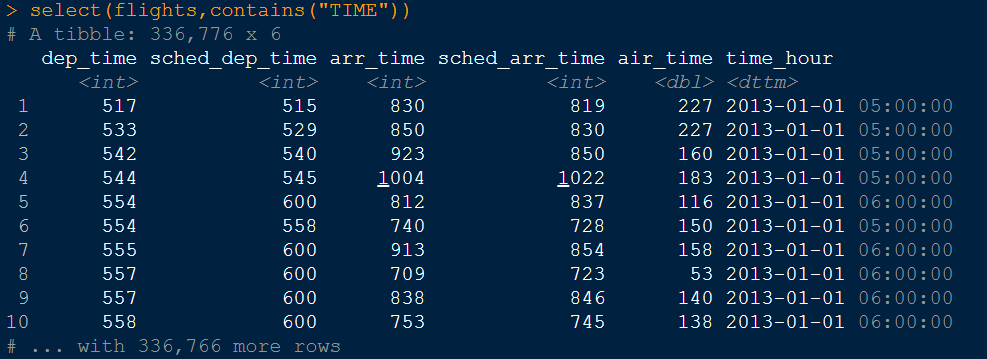 > select(flights,contains("TIME"))
# A tibble: 336,776 x 6
dep_time sched_dep_time arr_time sched_arr_time air_time time_hour
<int> <int> <int> <int> <dbl> <dttm>
1 517 515 830 819 227 2013-01-01 05:00:00
2 533 529 850 830 227 2013-01-01 05:00:00
3 542 540 923 850 160 2013-01-01 05:00:00
4 544 545 1004 1022 183 2013-01-01 05:00:00
5 554 600 812 837 116 2013-01-01 06:00:00
6 554 558 740 728 150 2013-01-01 05:00:00
7 555 600 913 854 158 2013-01-01 06:00:00
8 557 600 709 723 53 2013-01-01 06:00:00
9 557 600 838 846 140 2013-01-01 06:00:00
10 558 600 753 745 138 2013-01-01 06:00:00
# ... with 336,766 more rows